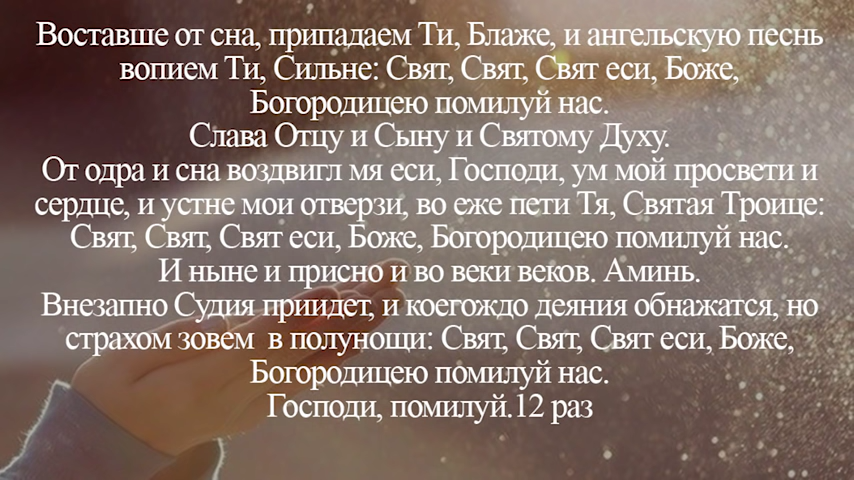 Воставше от сна, припадаем Ти, Блаже, и ангельскую песнь
вопием Ти, Сильне: Свят, Свят, Свят еси, Боже,
Богородицею помилуй нас.
Слава Отцу и Сыну и Святому Духу.
От одра и сна воздвигл мя еси, Господи, ум мой просвети и
сердце, и устне мои отверзи, во еже пети Тя, Святая Троице:
Свят, Свят, Свят еси, Боже, Богородицею помилуй нас.
И ныне и присно и во веки веков. Аминь.
Внезапно Судия приидет, и коегождо деяния обнажатся, но
страхом зовем  в полунощи: Свят, Свят, Свят еси, Боже,
Богородицею помилуй нас.
Господи, помилуй.12 раз